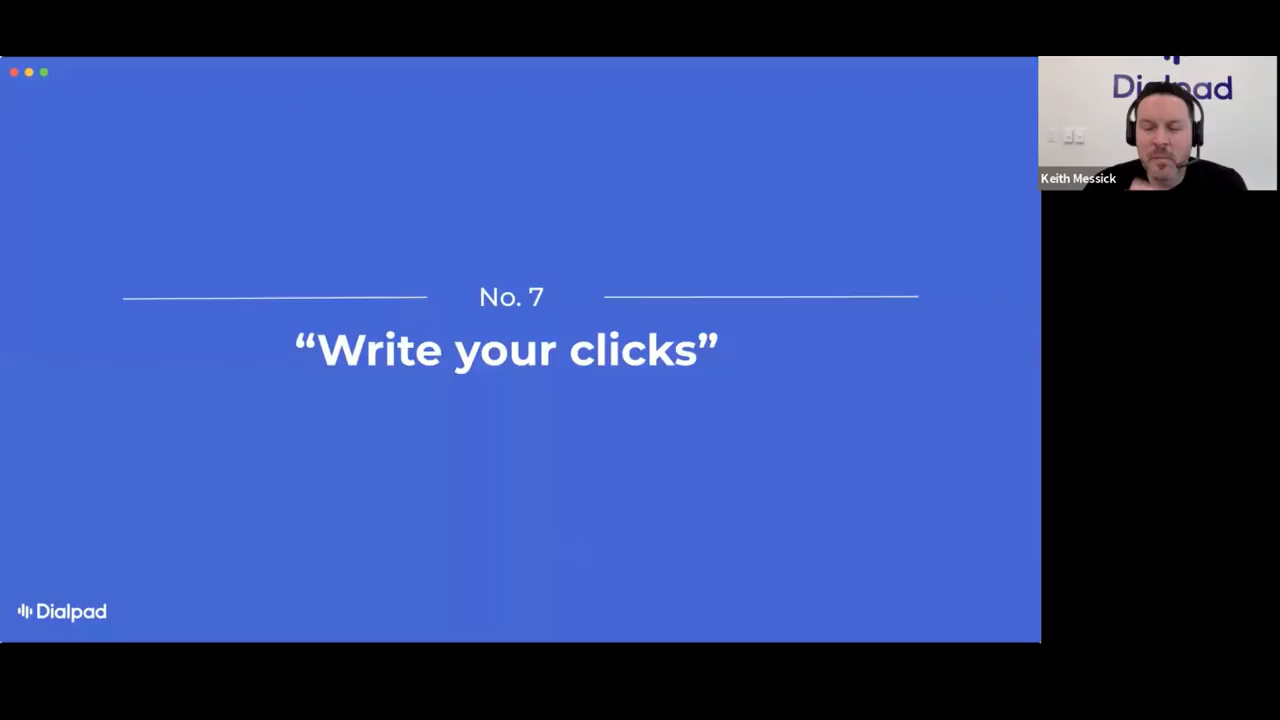 No. 7
“Write your clicks”
Dialpad
Dialpad
Keith Messick